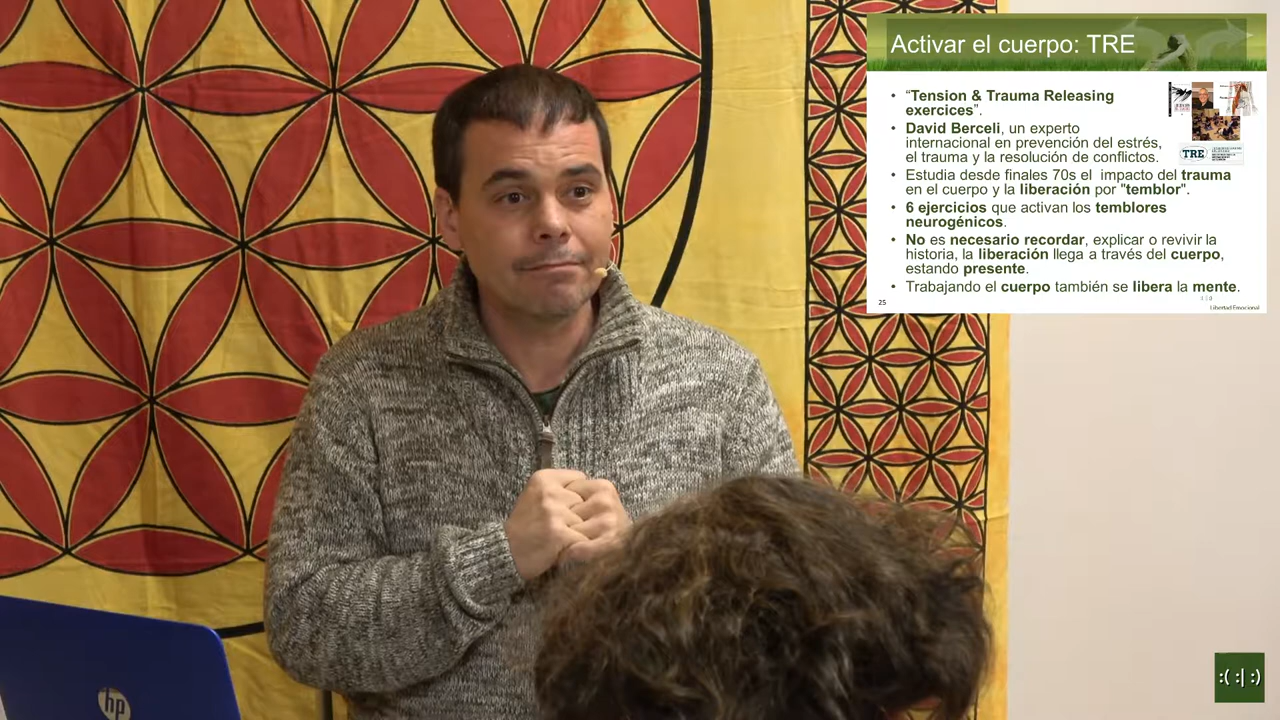 Activar el cuerpo: TRE
• “Tension & Trauma Releasing
exercices”.
• David Berceli, un experto
internacional en prevención del estrés,
el trauma y la resolución de conflictos.
• Estudia desde finales 70s el impacto del trauma
en el cuerpo y la liberación por "temblor".
• 6 ejercicios que activan los temblores
neurogénicos.
• No es necesario recordar, explicar o revivir la
historia, la liberación llega a través del cuerpo,
estando presente.
• Trabajando el cuerpo también se libera la mente.
TRE
25
Libertad Emocional
hp
:( :| :)